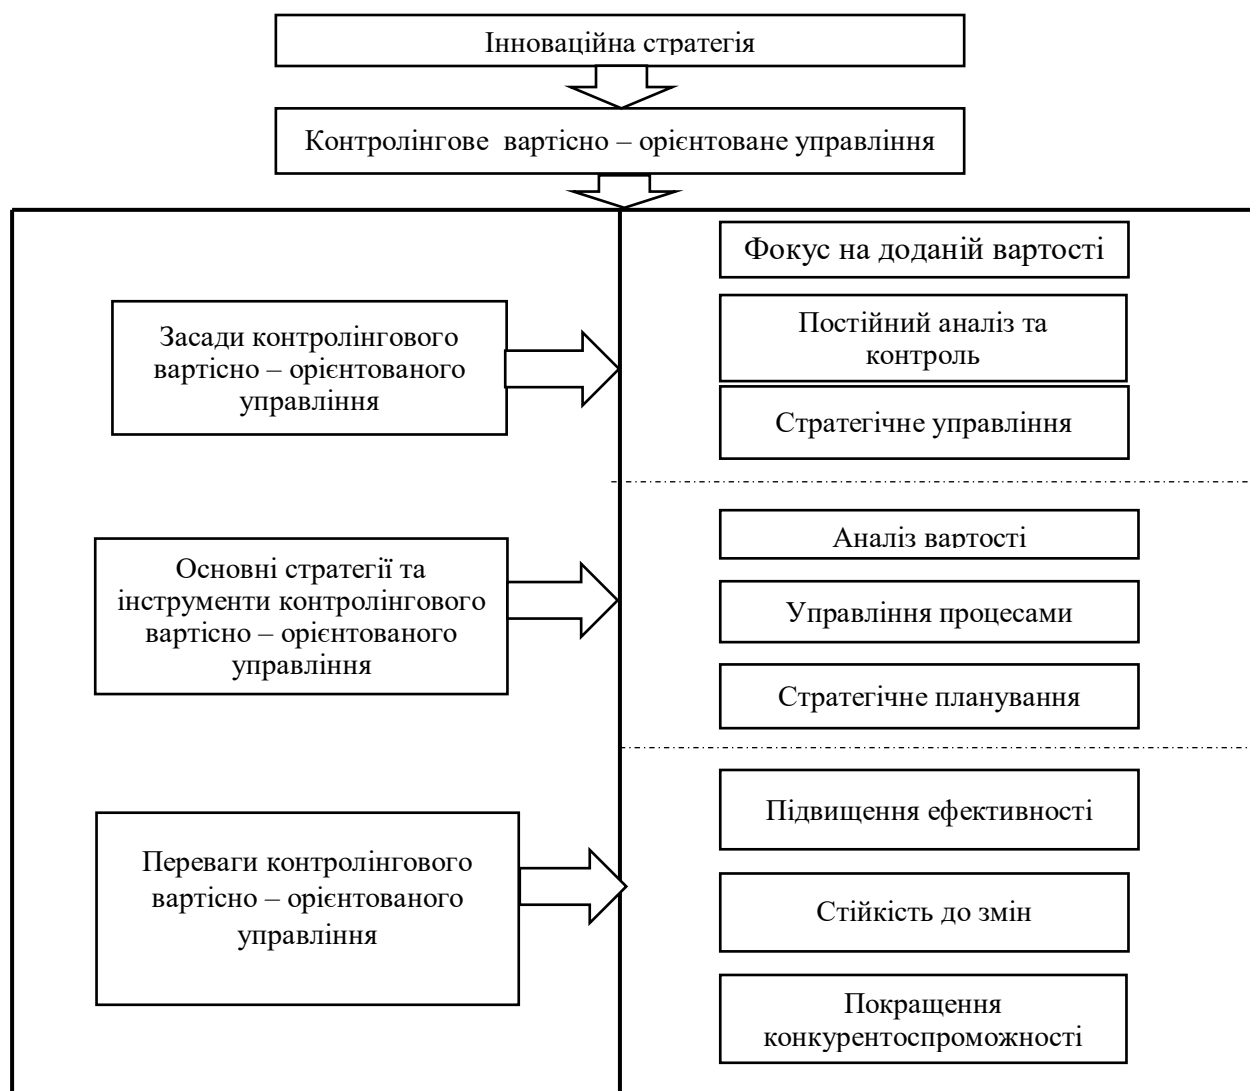 Інноваційна стратегія
Контролінгове вартісно – орієнтоване управління
Фокус на доданій вартості
Засади контролінгового
вартісно – орієнтованого
управління
Постійний аналіз та
контроль
Стратегічне управління
Основні стратегії та
інструменти контролінгового
вартісно – орієнтованого
управління
Аналіз вартості
Управління процесами
Стратегічне планування
Переваги контролінгового
вартісно – орієнтованого
управління
Підвищення ефективності
Стійкість до змін
Покращення
конкурентоспроможності